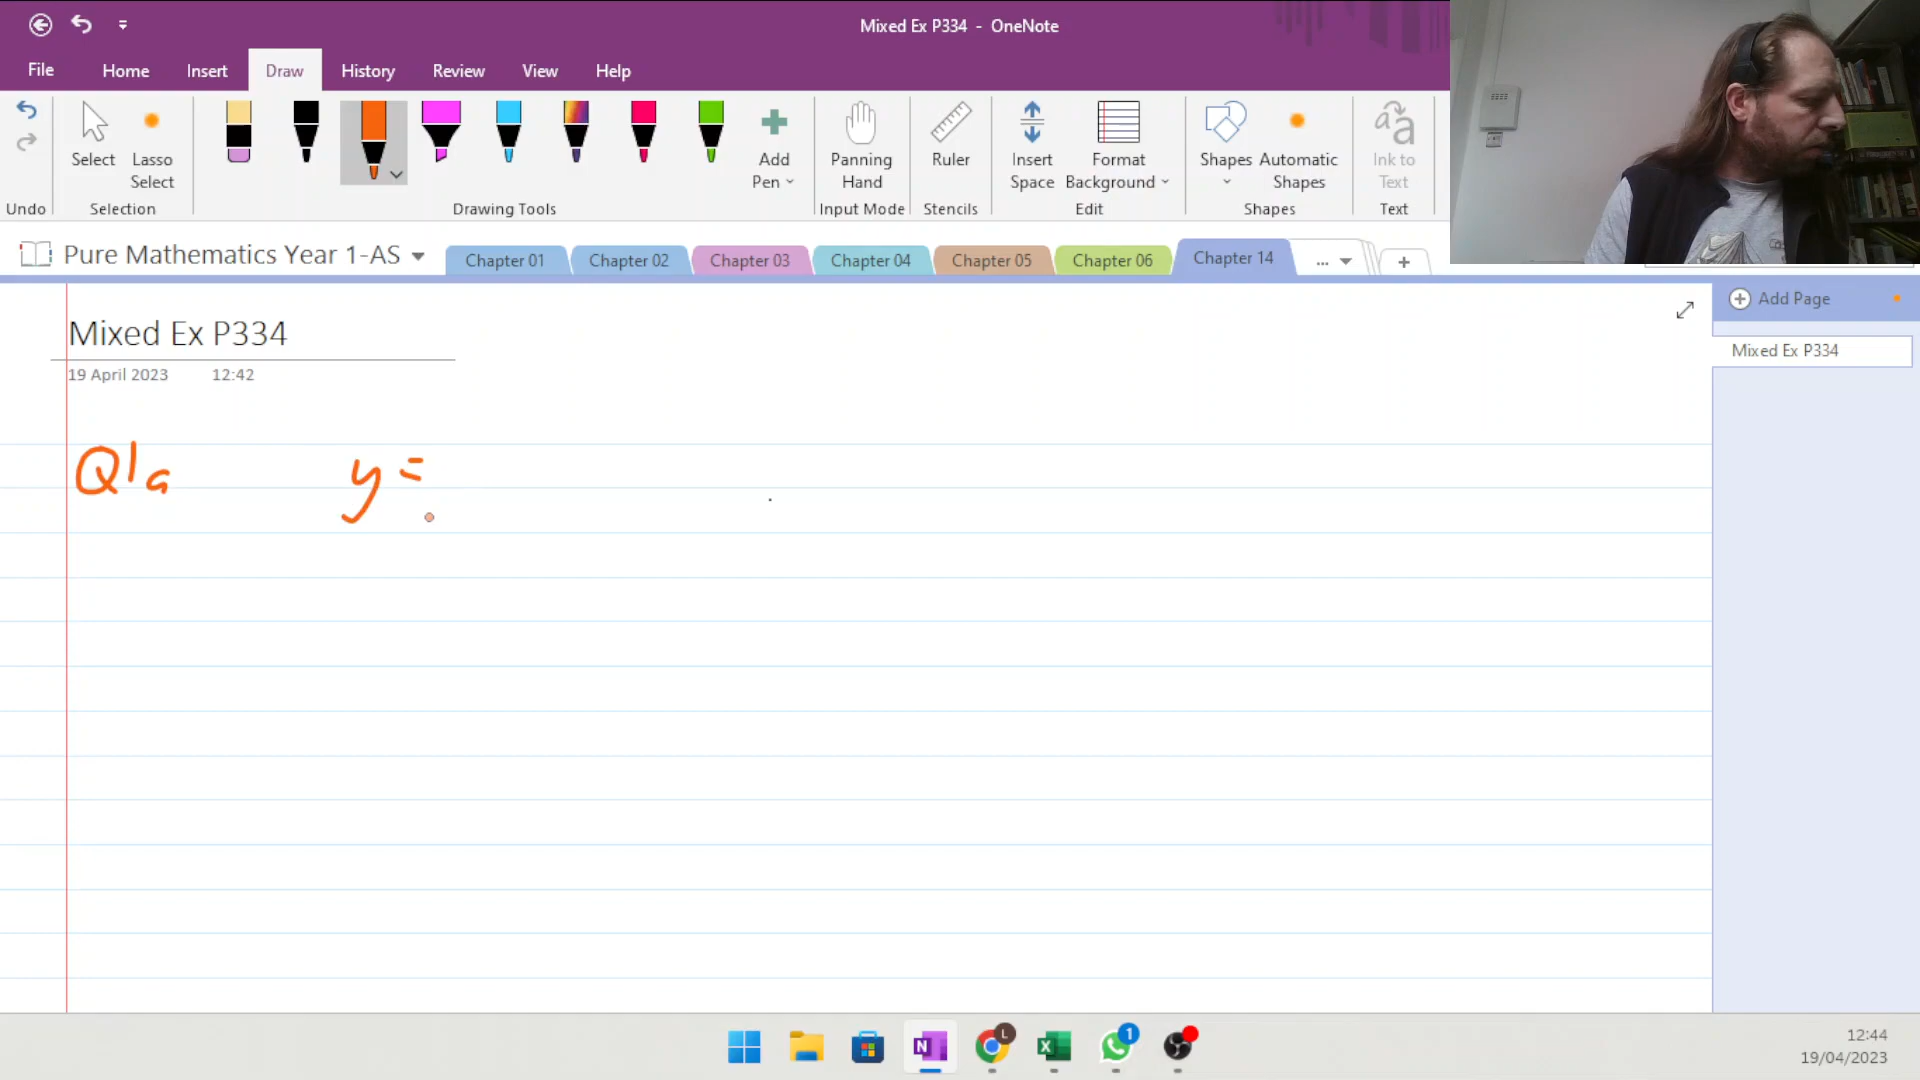 Mixed Ex P334 - OneNote
File Home Insert Draw History Review View Help
Undo
Select
Lasso Select
Selection
Drawing Tools
Add Pen
Panning Hand
Input Mode
Ruler
Stencils
Insert Space
Format Background
Edit
Shapes
Automatic Shapes
Shapes
Ink to Text
Text
Pure Mathematics Year 1-AS Chapter 01 Chapter 02 Chapter 03 Chapter 04 Chapter 05 Chapter 06 Chapter 14 ... +
Add Page
Mixed Ex P334
Mixed Ex P334
19 April 2023 12:42
Q1a y =
L
1
12:44
19/04/2023